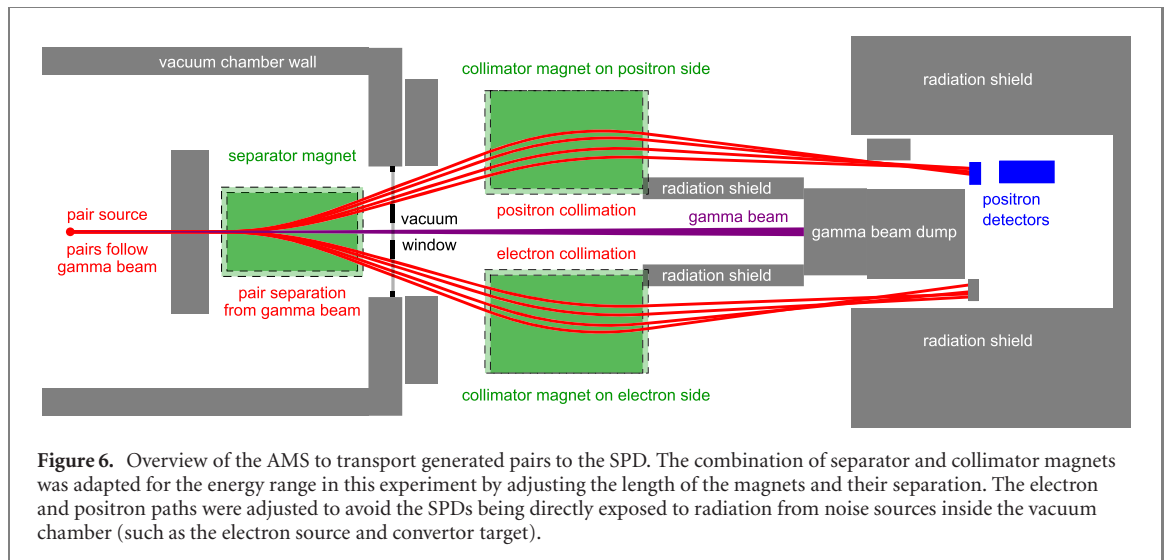 vacuum chamber wall
collimator magnet on positron side
radiation shield
separator magnet
positron
detectors
pair source
radiation shield
positron collimation
gamma beam
vacuum
window
pairs follow
gamma beam
gamma beam dump
electron collimation
radiation shield
pair separation
from gamma beam
radiation shield
collimator magnet on electron side
Figure 6. Overview of the AMS to transport generated pairs to the SPD. The combination of separator and collimator magnets
was adapted for the energy range in this experiment by adjusting the length of the magnets and their separation. The electron
and positron paths were adjusted to avoid the SPDs being directly exposed to radiation from noise sources inside the vacuum
chamber (such as the electron source and convertor target).